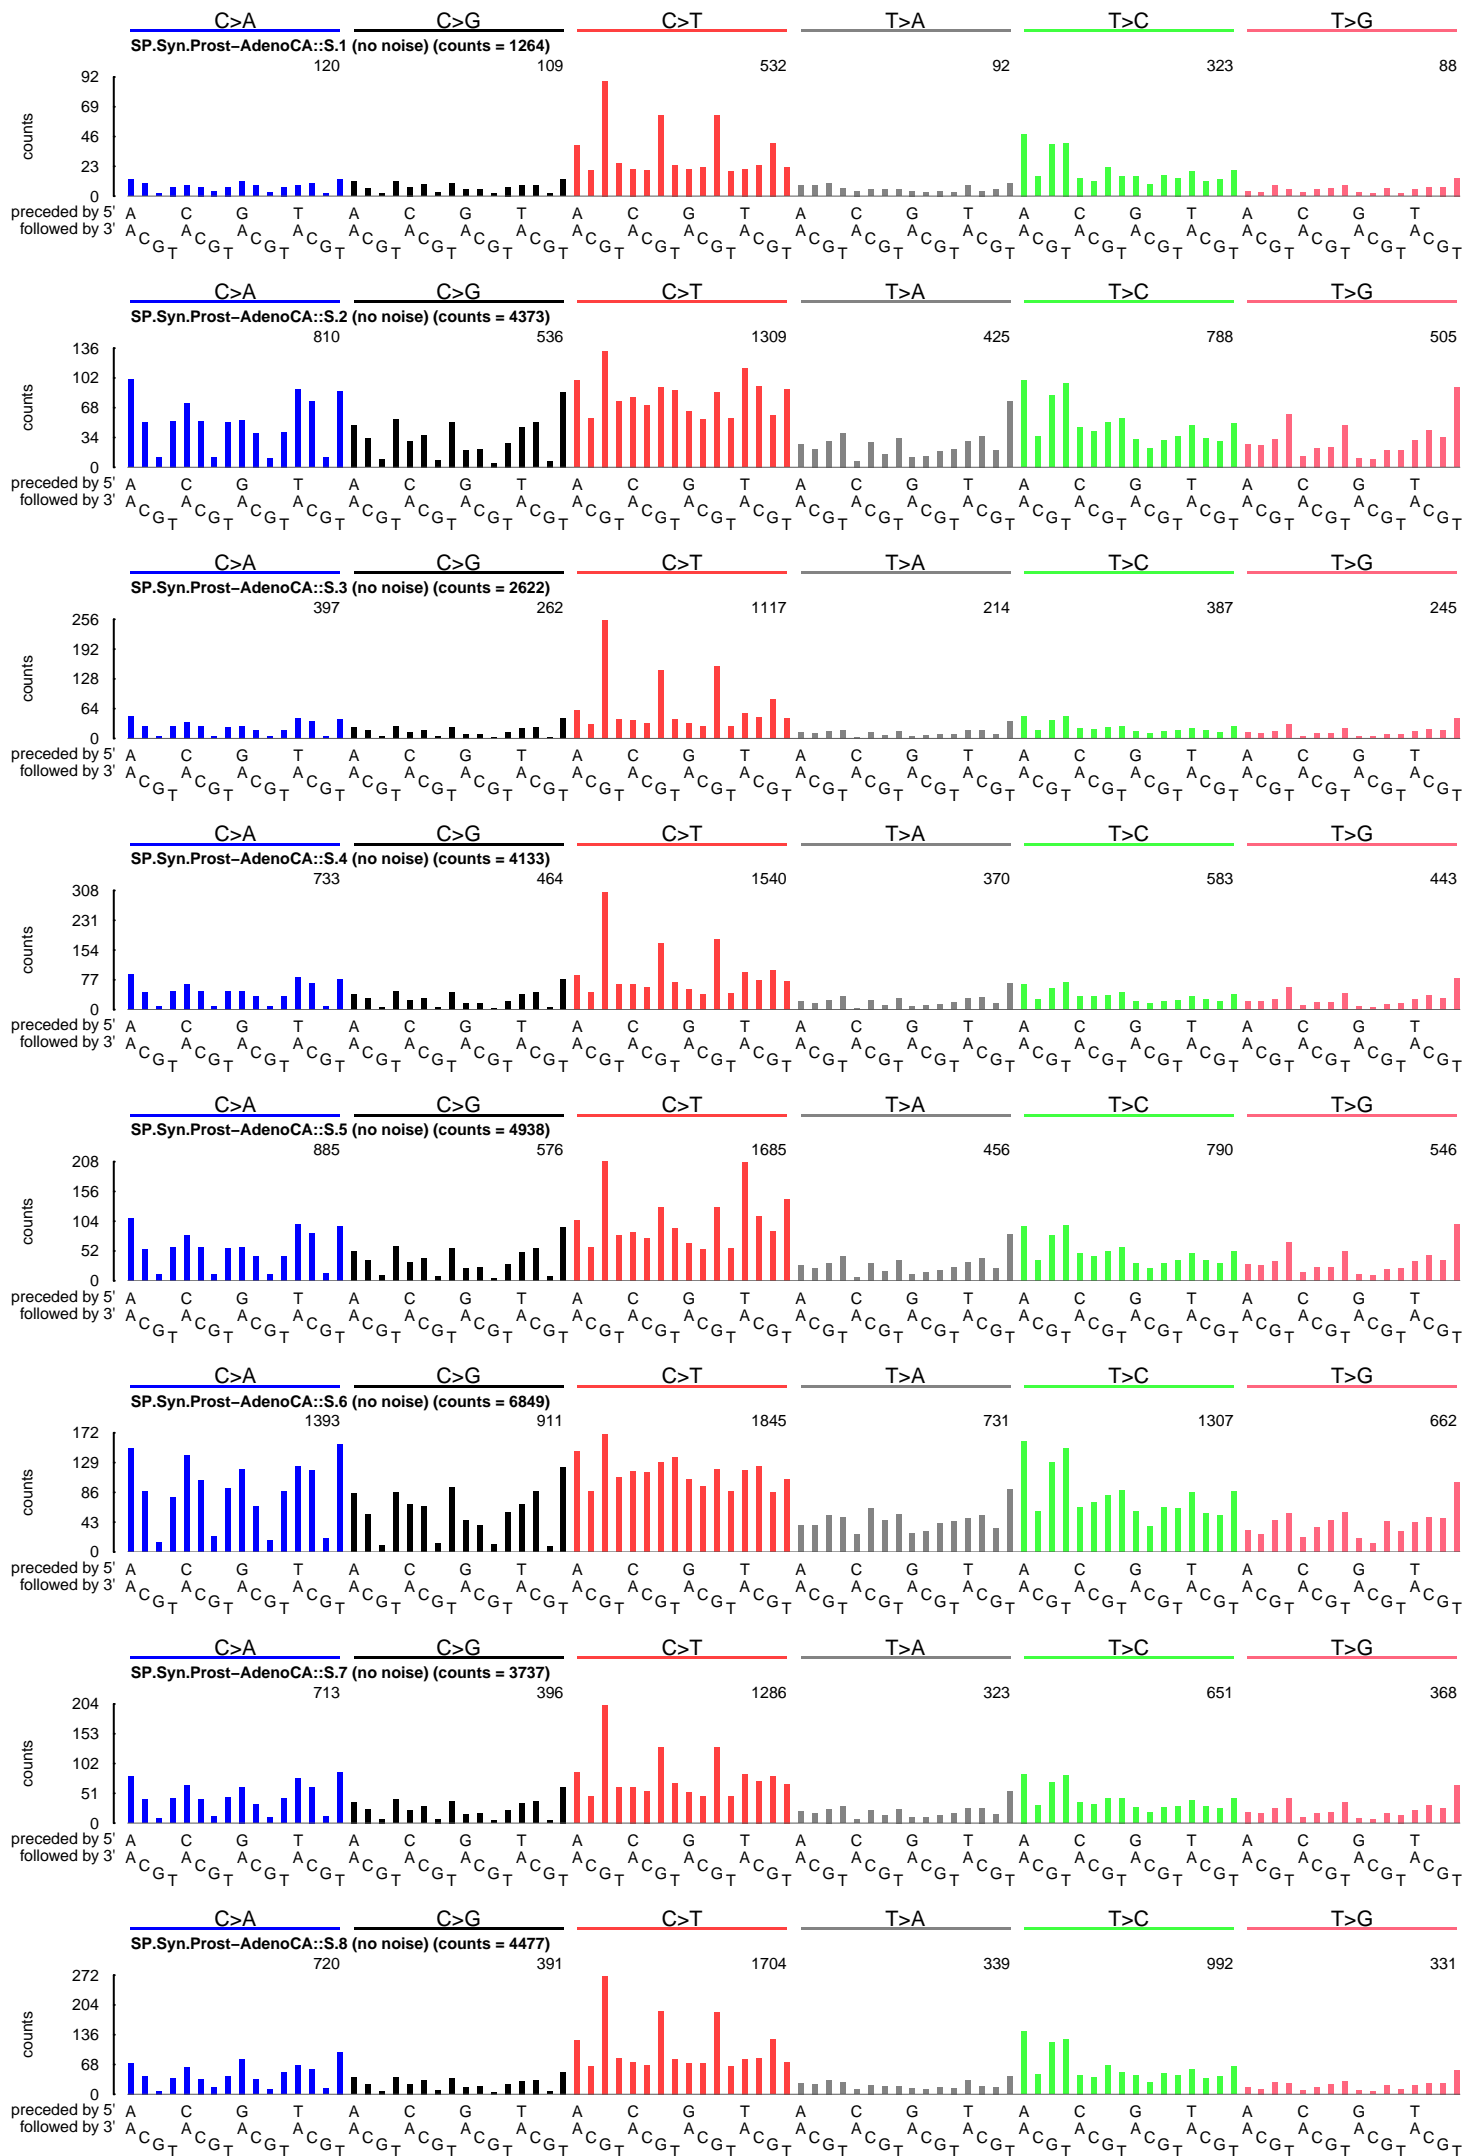 C>A C>G C>T T>A T>C T>G
SP.Syn.Prost−AdenoCA::S.1 (no noise) (counts = 1264)
120 109 532 92 323 88
92
69
46
23
0
counts
preceded by 5' A C G T A C G T A C G T A C G T A C G T A C G T
followed by 3' A C G T A C G T A C G T A C G T A C G T A C G T A C G T A C G T A C G T A C G T A C G T A C G T A C G T A C G T A C G T A C G T A C G T A C G T A C G T A C G T A C G T A C G T A C G T A C G T
C>A C>G C>T T>A T>C T>G
SP.Syn.Prost−AdenoCA::S.2 (no noise) (counts = 4373)
810 536 1309 425 788 505
136
102
68
34
0
counts
preceded by 5' A C G T A C G T A C G T A C G T A C G T A C G T
followed by 3' A C G T A C G T A C G T A C G T A C G T A C G T A C G T A C G T A C G T A C G T A C G T A C G T A C G T A C G T A C G T A C G T A C G T A C G T A C G T A C G T A C G T A C G T A C G T A C G T
C>A C>G C>T T>A T>C T>G
SP.Syn.Prost−AdenoCA::S.3 (no noise) (counts = 2622)
397 262 1117 214 387 245
256
192
128
64
0
counts
preceded by 5' A C G T A C G T A C G T A C G T A C G T A C G T
followed by 3' A C G T A C G T A C G T A C G T A C G T A C G T A C G T A C G T A C G T A C G T A C G T A C G T A C G T A C G T A C G T A C G T A C G T A C G T A C G T A C G T A C G T A C G T A C G T A C G T
C>A C>G C>T T>A T>C T>G
SP.Syn.Prost−AdenoCA::S.4 (no noise) (counts = 4133)
733 464 1540 370 583 443
308
231
154
77
0
counts
preceded by 5' A C G T A C G T A C G T A C G T A C G T A C G T
followed by 3' A C G T A C G T A C G T A C G T A C G T A C G T A C G T A C G T A C G T A C G T A C G T A C G T A C G T A C G T A C G T A C G T A C G T A C G T A C G T A C G T A C G T A C G T A C G T A C G T
C>A C>G C>T T>A T>C T>G
SP.Syn.Prost−AdenoCA::S.5 (no noise) (counts = 4938)
885 576 1685 456 790 546
208
156
104
52
0
counts
preceded by 5' A C G T A C G T A C G T A C G T A C G T A C G T
followed by 3' A C G T A C G T A C G T A C G T A C G T A C G T A C G T A C G T A C G T A C G T A C G T A C G T A C G T A C G T A C G T A C G T A C G T A C G T A C G T A C G T A C G T A C G T A C G T A C G T
C>A C>G C>T T>A T>C T>G
SP.Syn.Prost−AdenoCA::S.6 (no noise) (counts = 6849)
1393 911 1845 731 1307 662
172
129
86
43
0
counts
preceded by 5' A C G T A C G T A C G T A C G T A C G T A C G T
followed by 3' A C G T A C G T A C G T A C G T A C G T A C G T A C G T A C G T A C G T A C G T A C G T A C G T A C G T A C G T A C G T A C G T A C G T A C G T A C G T A C G T A C G T A C G T A C G T A C G T
C>A C>G C>T T>A T>C T>G
SP.Syn.Prost−AdenoCA::S.7 (no noise) (counts = 3737)
713 396 1286 323 651 368
204
153
102
51
0
counts
preceded by 5' A C G T A C G T A C G T A C G T A C G T A C G T
followed by 3' A C G T A C G T A C G T A C G T A C G T A C G T A C G T A C G T A C G T A C G T A C G T A C G T A C G T A C G T A C G T A C G T A C G T A C G T A C G T A C G T A C G T A C G T A C G T A C G T
C>A C>G C>T T>A T>C T>G
SP.Syn.Prost−AdenoCA::S.8 (no noise) (counts = 4477)
720 391 1704 339 992 331
272
204
136
68
0
counts
preceded by 5' A C G T A C G T A C G T A C G T A C G T A C G T
followed by 3' A C G T A C G T A C G T A C G T A C G T A C G T A C G T A C G T A C G T A C G T A C G T A C G T A C G T A C G T A C G T A C G T A C G T A C G T A C G T A C G T A C G T A C G T A C G T A C G T